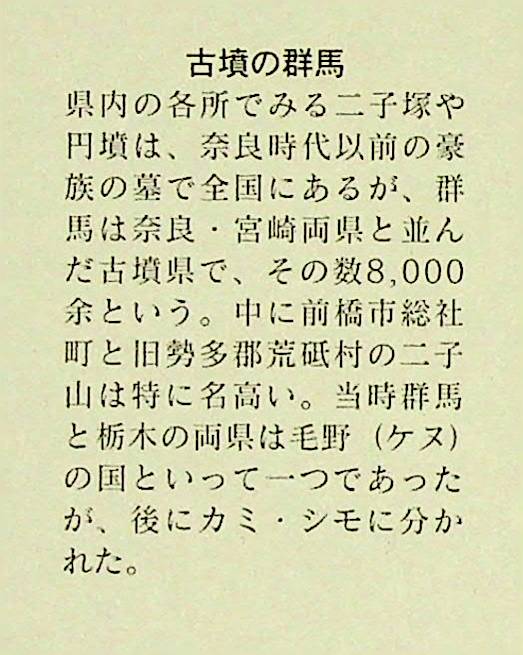 古墳の群馬
県内の各所でみる二子塚や
円墳は、奈良時代以前の豪
族の墓で全国にあるが、群
馬は奈良・宮崎両県と並ん
だ古墳県で、その数8,000
余という。中に前橋市総社
町と旧勢多郡荒砥村の二子
山は特に名高い。当時群馬
と栃木の両県は毛野（ケヌ）
の国といって一つであった
が、後にカミ・シモに分か
れた。